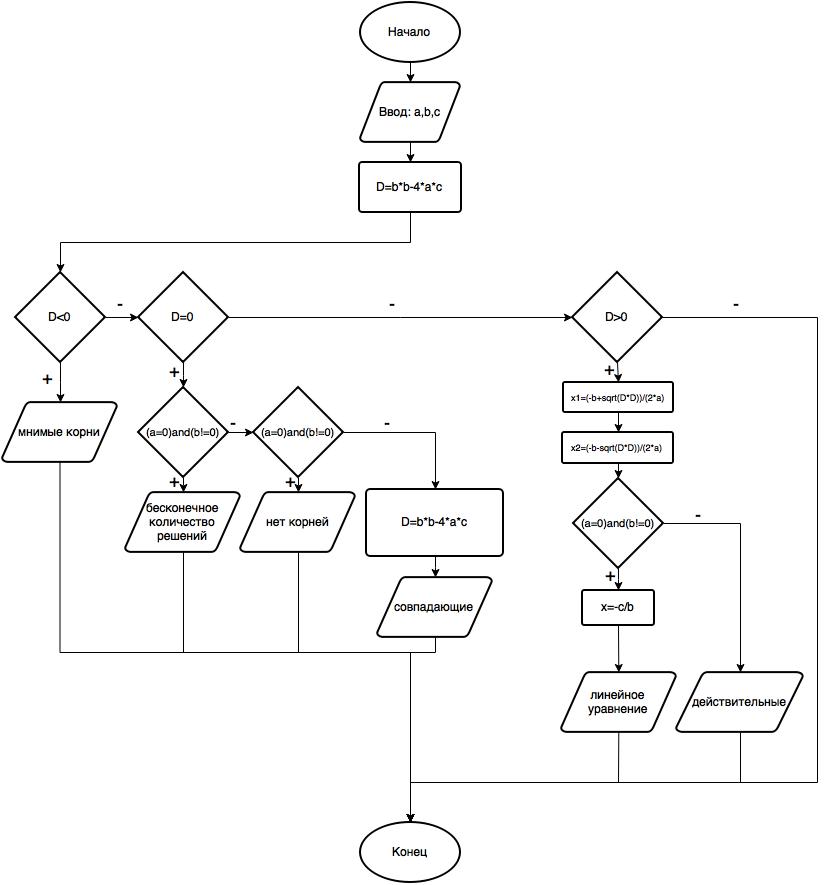 Начало
Ввод: a,b,c
D=b*b-4*a*c
D<0
-
D=0
-
D>0
-
+
+
+
мнимые корни
(a=0)and(b!=0)
-
(a=0)and(b!=0)
-
x1=(-b+sqrt(D*D))/(2*a)
x2=(-b-sqrt(D*D))/(2*a)
+
+
бесконечное
количество
решений
нет корней
D=b*b-4*a*c
(a=0)and(b!=0)
-
+
совпадающие
x=-c/b
линейное
уравнение
действительные
Конец